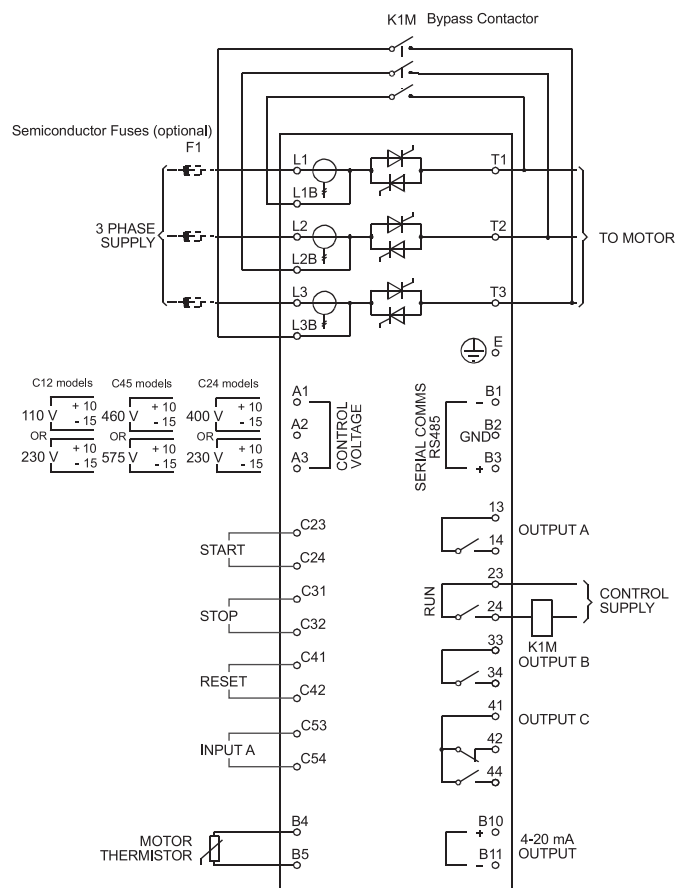 K1M Bypass Contactor
Semiconductor Fuses (optional)
F1
L1
L1B
T1
3 PHASE
SUPPLY
L2
L2B
T2
TO MOTOR
L3
L3B
T3
E
C12 models
C45 models
C24 models
110 V + 10 - 15
460 V + 10 - 15
400 V + 10 - 15
OR
OR
OR
230 V + 10 - 15
575 V + 10 - 15
230 V + 10 - 15
A1
A2
A3
CONTROL
VOLTAGE
SERIAL COMMS
RS485
- B1
GND B2
+ B3
START
C23
C24
STOP
C31
C32
RESET
C41
C42
INPUT A
C53
C54
13
14
OUTPUT A
RUN
23
24
K1M
CONTROL
SUPPLY
33
34
OUTPUT B
41
42
44
OUTPUT C
MOTOR
THERMISTOR
B4
B5
+ B10
- B11
4-20 mA
OUTPUT